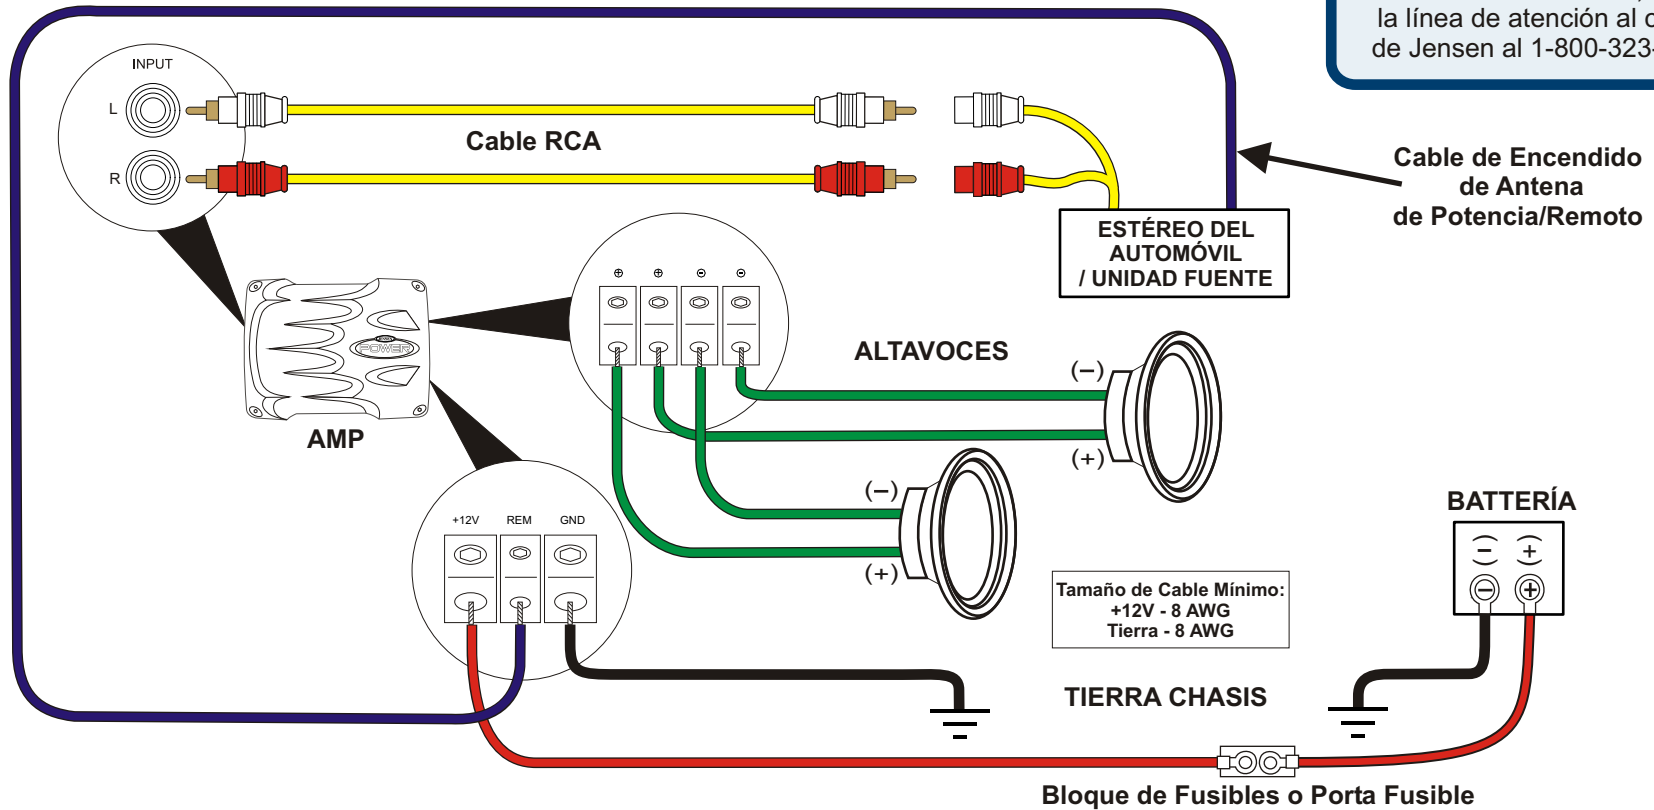 la línea de atención al
de Jensen al 1-800-323-
INPUT
L
R
Cable RCA
Cable de Encendido
de Antena
de Potencia/Remoto
ESTÉREO DEL
AUTOMÓVIL
/ UNIDAD FUENTE
+ + - -
POWER
AMP
ALTAVOCES
(–)
(+)
(–)
(+)
+12V REM GND
BATTERÍA
(-) (+)
- +
Tamaño de Cable Mínimo:
+12V - 8 AWG
Tierra - 8 AWG
TIERRA CHASIS
Bloque de Fusibles o Porta Fusible